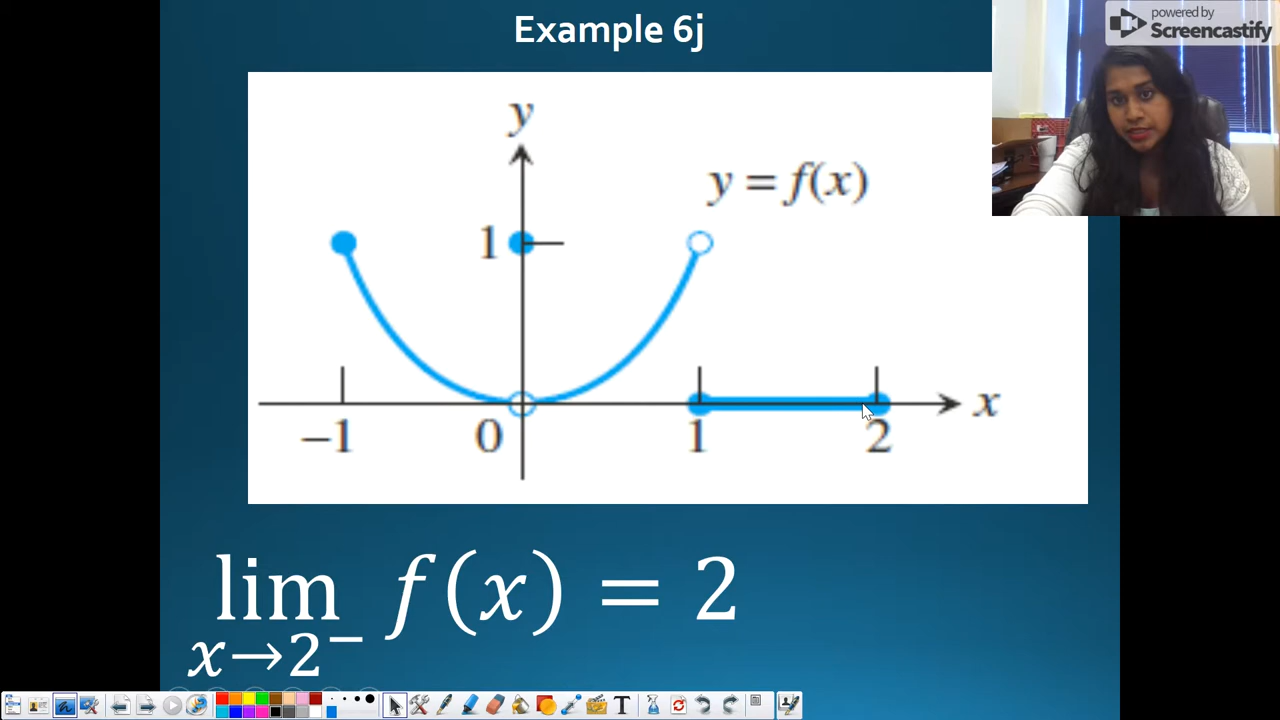 Example 6j
powered by
Screencastify
y
y = f(x)
1
x
−1 0 1 2
lim f(x) = 2
x→2⁻